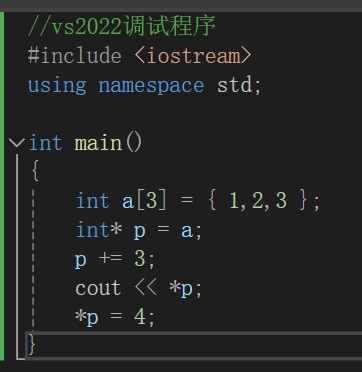 //vs2022调试程序
#include <iostream>
using namespace std;
int main()
{
int a[3] = { 1,2,3 };
int* p = a;
p += 3;
cout << *p;
*p = 4;
}